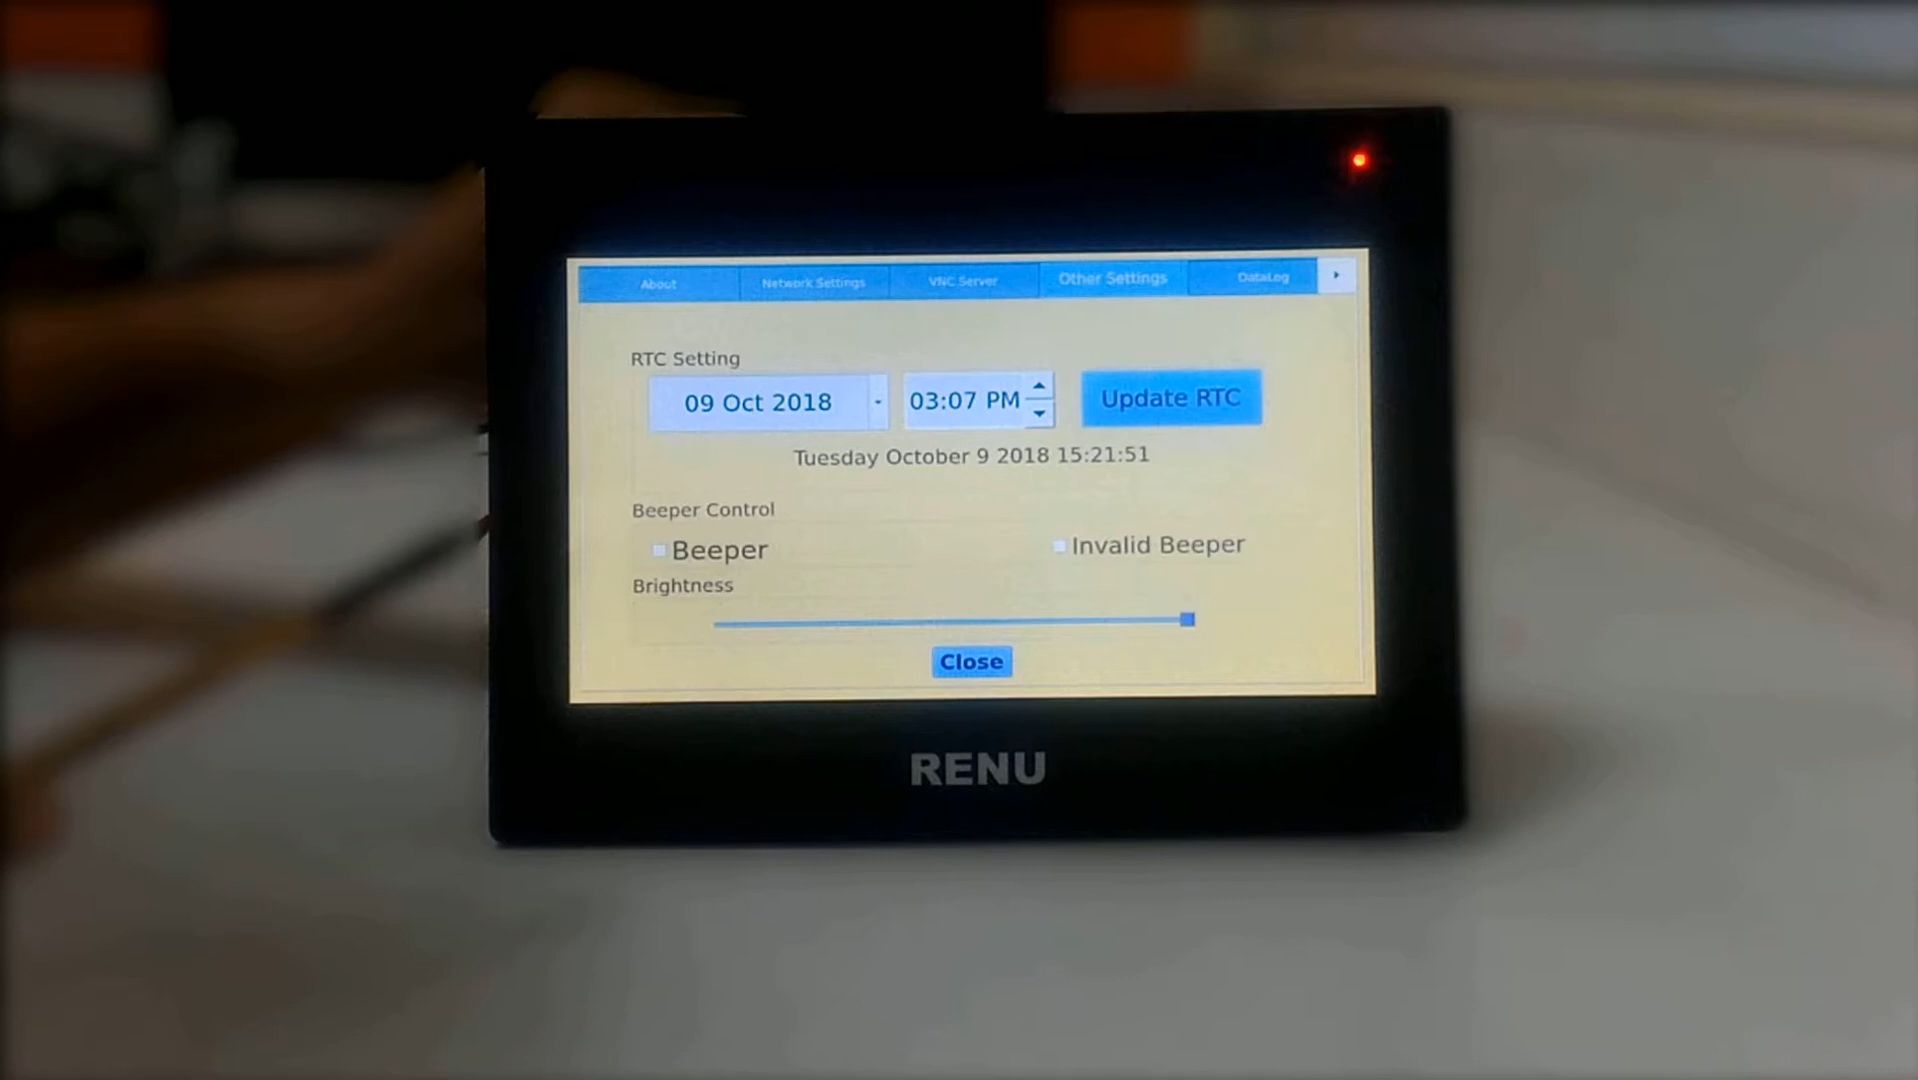 About Network Settings VNC Server Other Settings DataLog
RTC Setting
09 Oct 2018 03:07 PM Update RTC
Tuesday October 9 2018 15:21:51
Beeper Control
Beeper Invalid Beeper
Brightness
Close
RENU